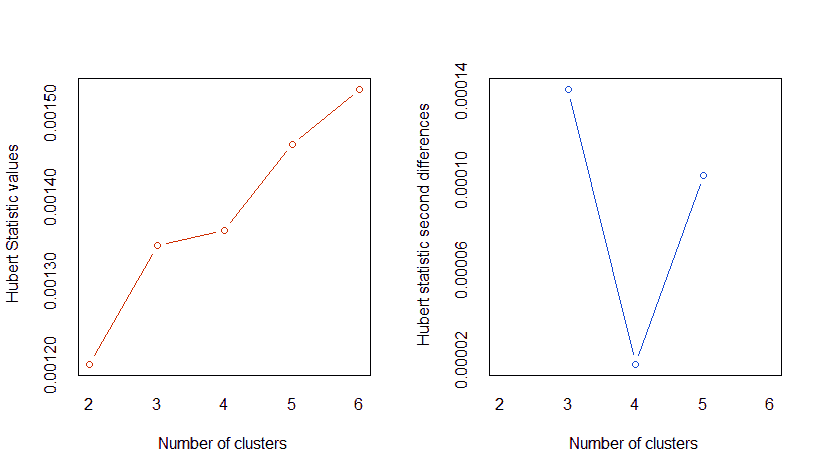 Hubert Statistic values
0.00120
0.00130
0.00140
0.00150
2 3 4 5 6
Number of clusters
Hubert statistic second differences
0.00002
0.00006
0.00010
0.00014
2 3 4 5 6
Number of clusters